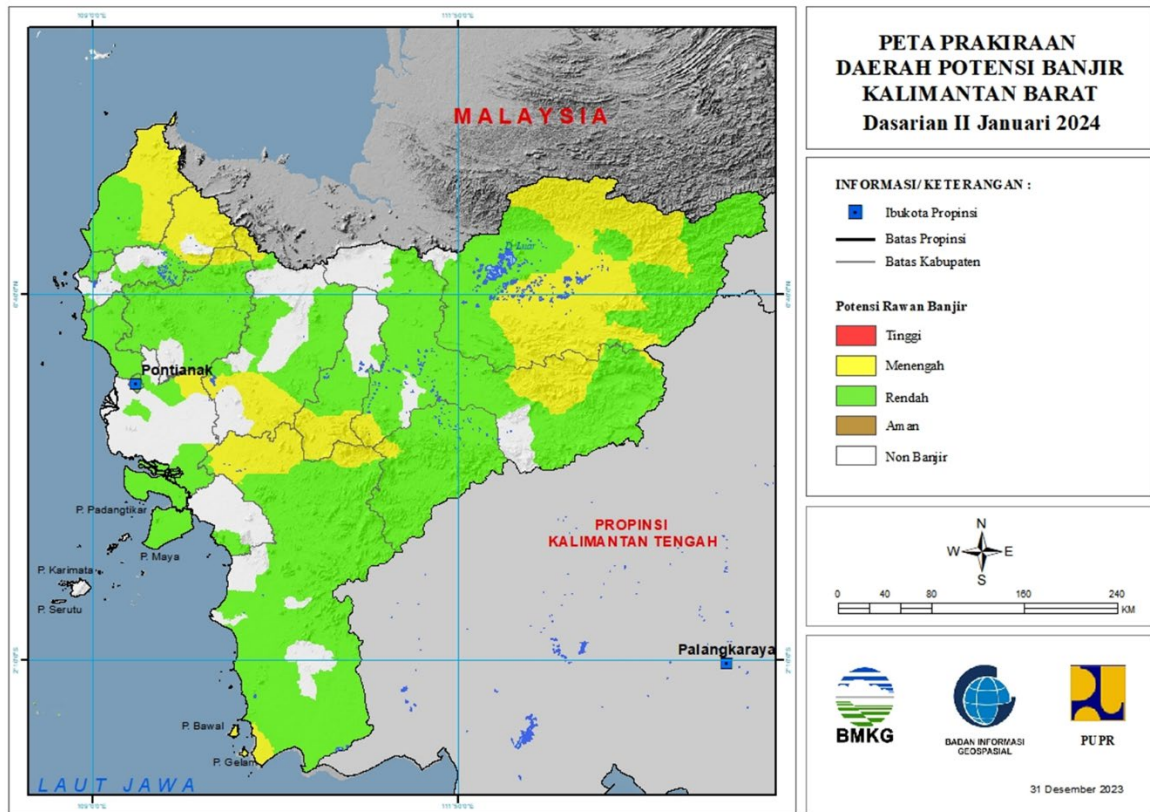 PETA PRAKIRAAN
DAERAH POTENSI BANJIR
KALIMANTAN BARAT
Dasarian II Januari 2024
INFORMASI/ KETERANGAN :
Ibukota Propinsi
Batas Propinsi
Batas Kabupaten
Potensi Rawan Banjir
Tinggi
Menengah
Rendah
Aman
Non Banjir
N
W E
S
0 40 80 160 240
KM
BMKG
BADAN INFORMASI
GEOSPASIAL
PUPR
31 Desember 2023
MALAYSIA
Pontianak
P. Padangtikar
P. Maya
P. Karimata
P. Serutu
PROPINSI
KALIMANTAN TENGAH
Palangkaraya
P. Bawal
P. Gelam
LAUT JAWA